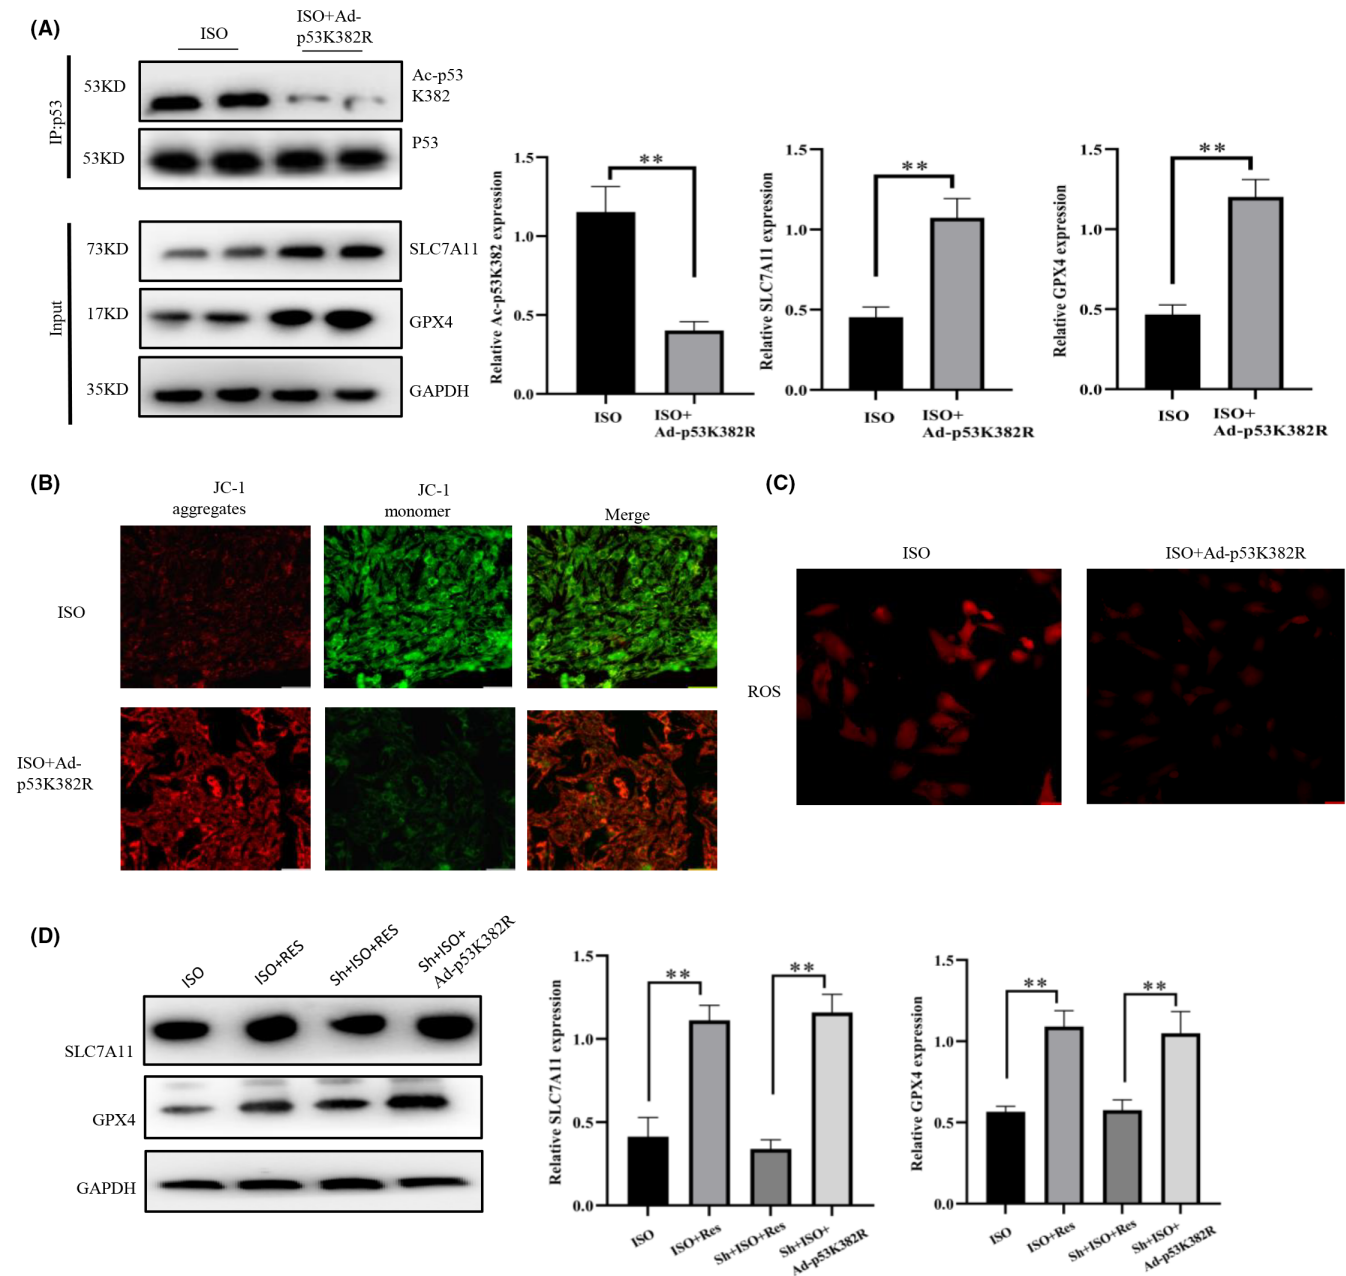 (A)
ISO
ISO+Ad-
p53K382R
IP:p53
53KD
Ac-p53
K382
53KD
P53
Input
73KD
SLC7A11
17KD
GPX4
35KD
GAPDH
Relative Ac-p53K382 expression
1.5
1.0
0.5
0.0
**
ISO
ISO+
Ad-p53K382R
Relative SLC7A11 expression
1.5
1.0
0.5
0.0
**
ISO
ISO+
Ad-p53K382R
Relative GPX4 expression
1.5
1.0
0.5
0.0
**
ISO
ISO+
Ad-p53K382R
(B)
JC-1
aggregates
JC-1
monomer
Merge
ISO
ISO+Ad-
p53K382R
(C)
ISO
ISO+Ad-p53K382R
ROS
(D)
ISO
ISO+RES
Sh+ISO+RES
Sh+ISO+
Ad-p53K382R
SLC7A11
GPX4
GAPDH
Relative SLC7A11 expression
1.5
1.0
0.5
0.0
**
**
ISO
ISO+Res
Sh+ISO+Res
Sh+ISO+
Ad-p53K382R
Relative GPX4 expression
1.5
1.0
0.5
0.0
**
**
ISO
ISO+Res
Sh+ISO+Res
Sh+ISO+
Ad-p53K382R